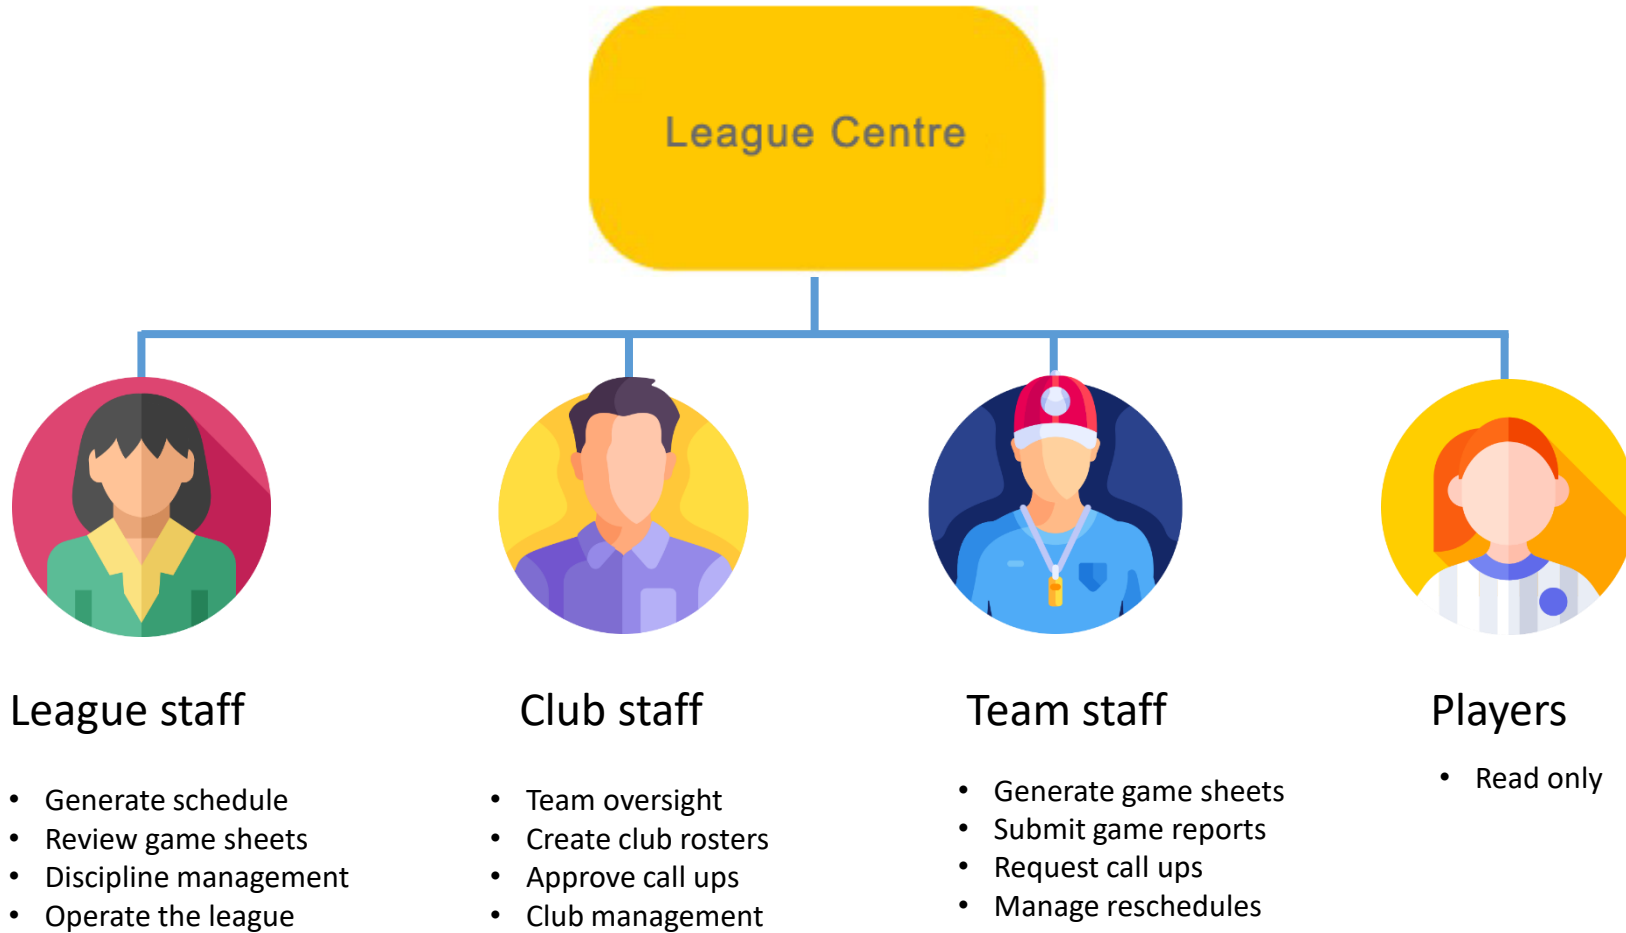 League Centre
League staff
• Generate schedule
• Review game sheets
• Discipline management
• Operate the league
Club staff
• Team oversight
• Create club rosters
• Approve call ups
• Club management
Team staff
• Generate game sheets
• Submit game reports
• Request call ups
• Manage reschedules
Players
• Read only